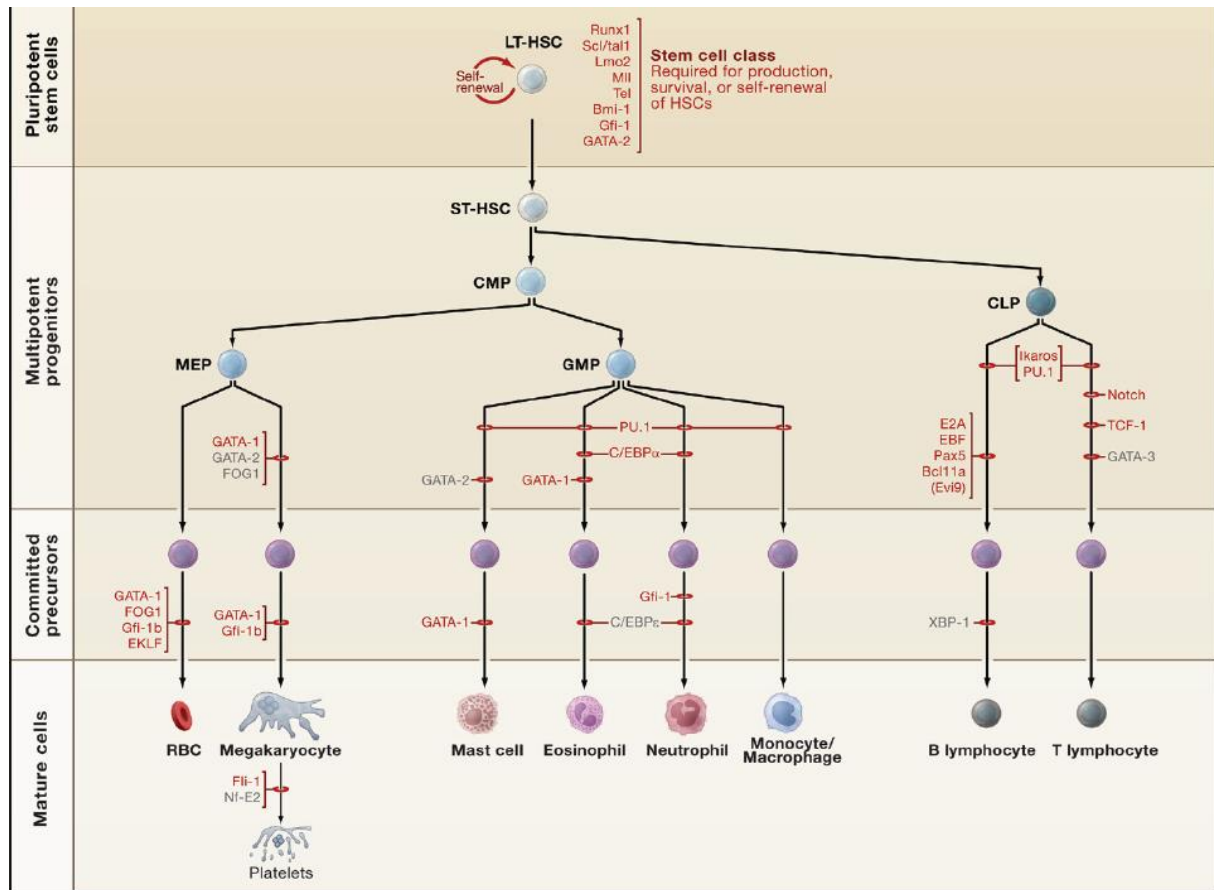 Pluripotent
stem cells
LT-HSC
Self-
renewal
Runx1
Scl/tal1
Lmo2
Mll
Tel
Bmi-1
Gfi-1
GATA-2
Stem cell class
Required for production,
survival, or self-renewal
of HSCs
Multipotent
progenitors
ST-HSC
CMP
CLP
MEP
GMP
Ikaros
PU.1
Notch
TCF-1
GATA-3
E2A
EBF
Pax5
Bcl11a
(Evi9)
GATA-1
GATA-2
FOG1
PU.1
C/EBPα
GATA-2
GATA-1
Committed
precursors
GATA-1
FOG1
Gfi-1b
EKLF
GATA-1
Gfi-1b
GATA-1
Gfi-1
C/EBPε
XBP-1
Mature cells
RBC
Megakaryocyte
Mast cell
Eosinophil
Neutrophil
Monocyte/
Macrophage
B lymphocyte
T lymphocyte
Fli-1
Nf-E2
Platelets